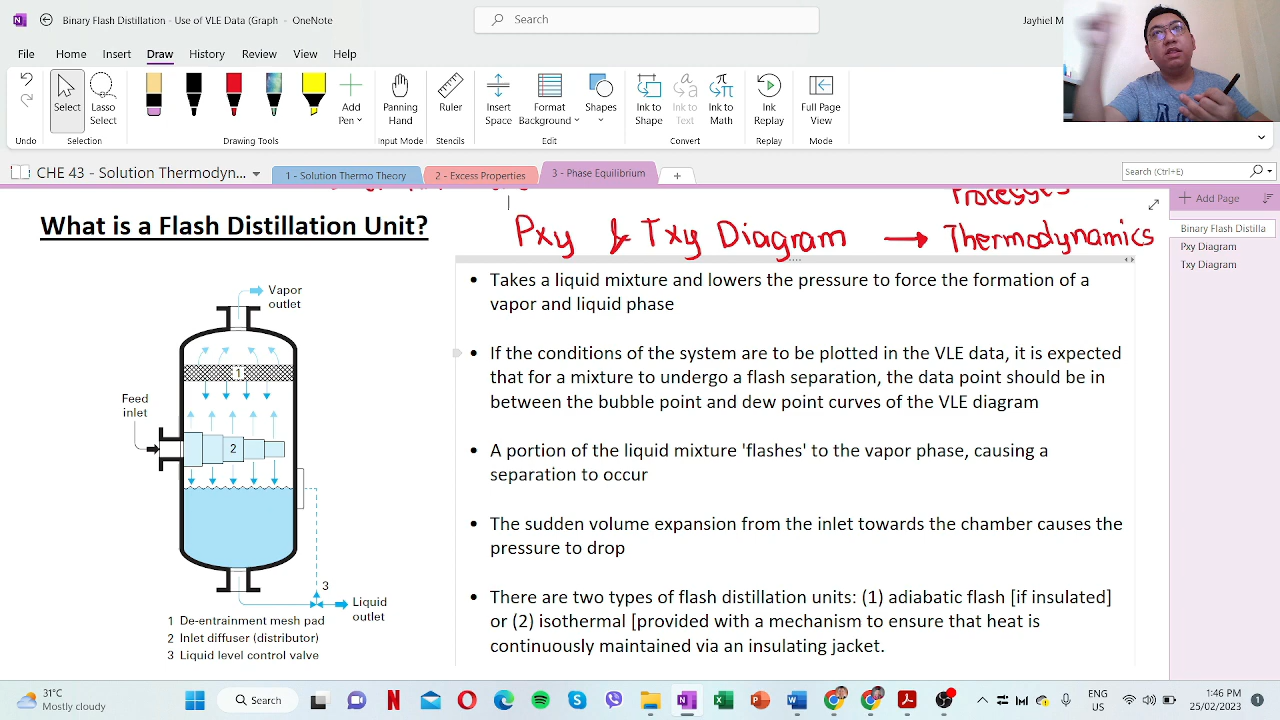 Binary Flash Distillation - Use of VLE Data (Graph - OneNote
Search
Jayhiel M
File Home Insert Draw History Review View Help
Undo
Select
Lasso Select
Add Pen
Panning Hand
Ruler
Insert Space
Format Background
Shapes
Ink to Shape
Ink to Text
Ink to Math
Ink Replay
Full Page View
Selection Drawing Tools Input Mode Stencils Edit Convert Replay Mode
CHE 43 - Solution Thermodyn...
1 - Solution Thermo Theory
2 - Excess Properties
3 - Phase Equilibrium
Search (Ctrl+E)
Add Page
Binary Flash Distilla
Pxy Diagram
Txy Diagram
Processes
What is a Flash Distillation Unit?
Pxy & Txy Diagram → Thermodynamics
Vapor
outlet
Feed
inlet
1
2
3
Liquid
outlet
1 De-entrainment mesh pad
2 Inlet diffuser (distributor)
3 Liquid level control valve
• Takes a liquid mixture and lowers the pressure to force the formation of a
vapor and liquid phase
• If the conditions of the system are to be plotted in the VLE data, it is expected
that for a mixture to undergo a flash separation, the data point should be in
between the bubble point and dew point curves of the VLE diagram
• A portion of the liquid mixture 'flashes' to the vapor phase, causing a
separation to occur
• The sudden volume expansion from the inlet towards the chamber causes the
pressure to drop
• There are two types of flash distillation units: (1) adiabatic flash [if insulated]
or (2) isothermal [provided with a mechanism to ensure that heat is
continuously maintained via an insulating jacket.
31°C
Mostly cloudy
Search
ENG
US
1:46 PM
25/02/2023
1